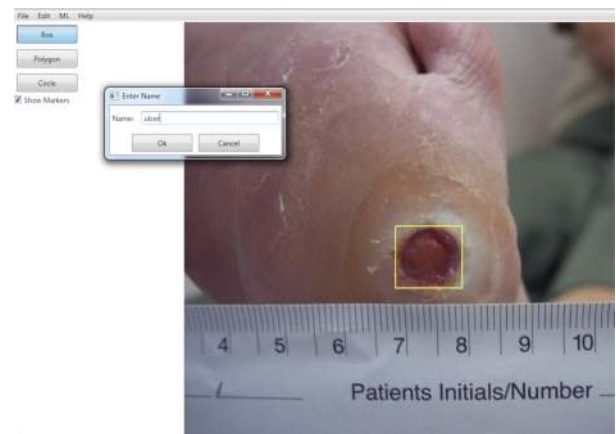 File Edit ML Help
Box
Polygon
Circle
Show Markers
Enter Name
Name: ulcer
Ok Cancel
4 5 6 7 8 9 10
Patients Initials/Number